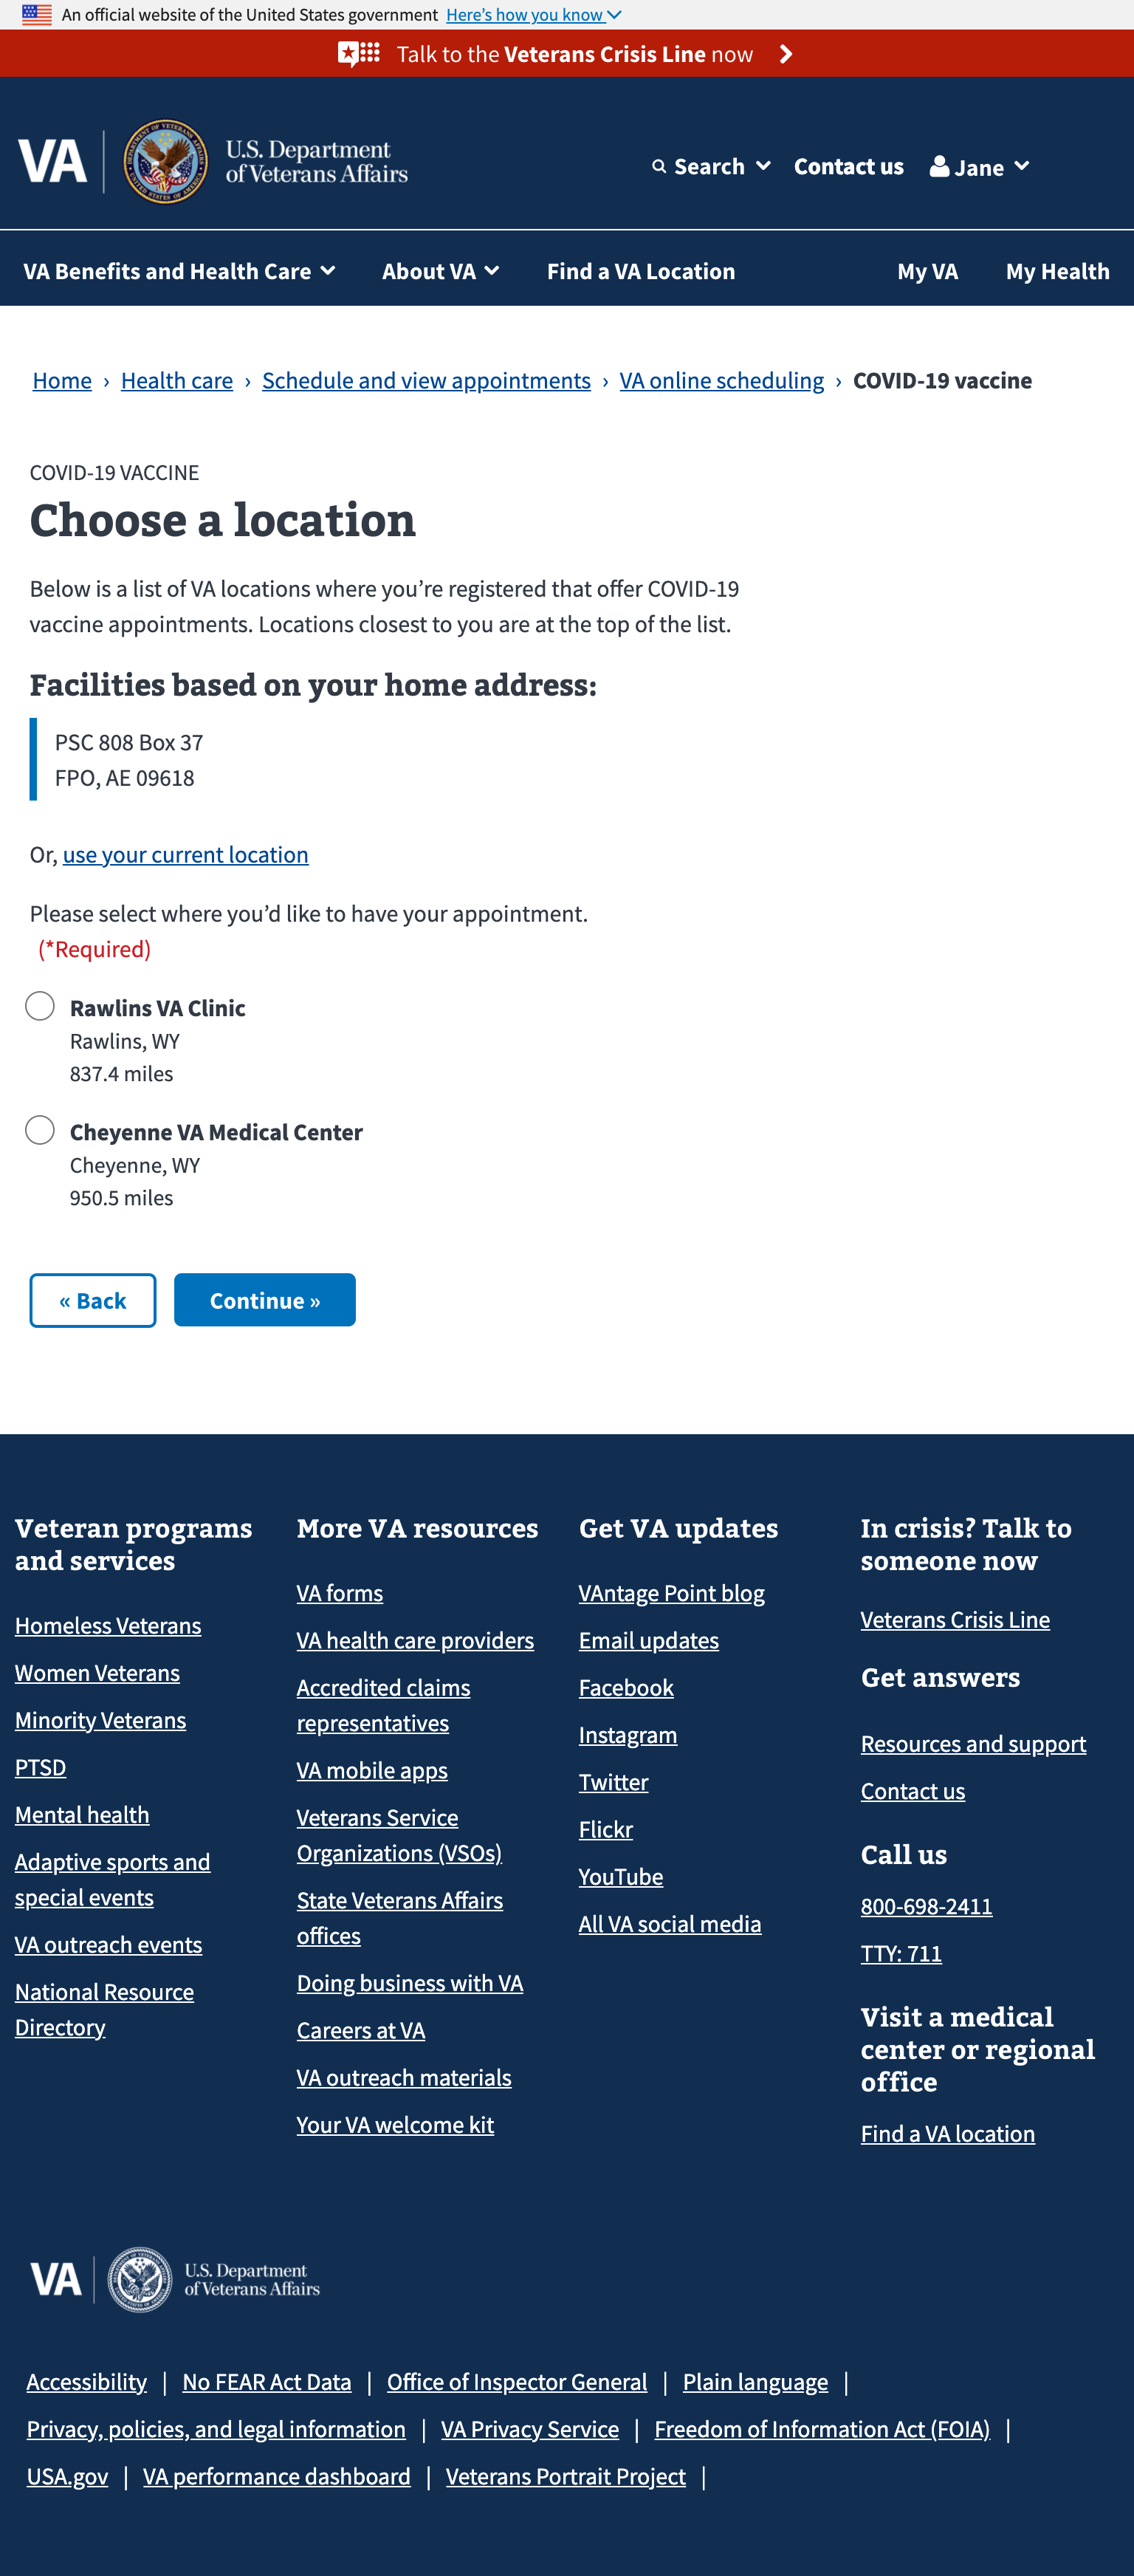 An official website of the United States government Here's how you know
Talk to the Veterans Crisis Line now
VA
U.S. Department
of Veterans Affairs
Search Contact us Jane
VA Benefits and Health Care About VA Find a VA Location My VA My Health
Home › Health care › Schedule and view appointments › VA online scheduling › COVID-19 vaccine
COVID-19 VACCINE
Choose a location
Below is a list of VA locations where you’re registered that offer COVID-19
vaccine appointments. Locations closest to you are at the top of the list.
Facilities based on your home address:
PSC 808 Box 37
FPO, AE 09618
Or, use your current location
Please select where you’d like to have your appointment.
(*Required)
Rawlins VA Clinic
Rawlins, WY
837.4 miles
Cheyenne VA Medical Center
Cheyenne, WY
950.5 miles
« Back Continue »
Veteran programs
and services
Homeless Veterans
Women Veterans
Minority Veterans
PTSD
Mental health
Adaptive sports and
special events
VA outreach events
National Resource
Directory
More VA resources
VA forms
VA health care providers
Accredited claims
representatives
VA mobile apps
Veterans Service
Organizations (VSOs)
State Veterans Affairs
offices
Doing business with VA
Careers at VA
VA outreach materials
Your VA welcome kit
Get VA updates
VAntage Point blog
Email updates
Facebook
Instagram
Twitter
Flickr
YouTube
All VA social media
In crisis? Talk to
someone now
Veterans Crisis Line
Get answers
Resources and support
Contact us
Call us
800-698-2411
TTY: 711
Visit a medical
center or regional
office
Find a VA location
VA
U.S. Department
of Veterans Affairs
Accessibility | No FEAR Act Data | Office of Inspector General | Plain language |
Privacy, policies, and legal information | VA Privacy Service | Freedom of Information Act (FOIA) |
USA.gov | VA performance dashboard | Veterans Portrait Project |